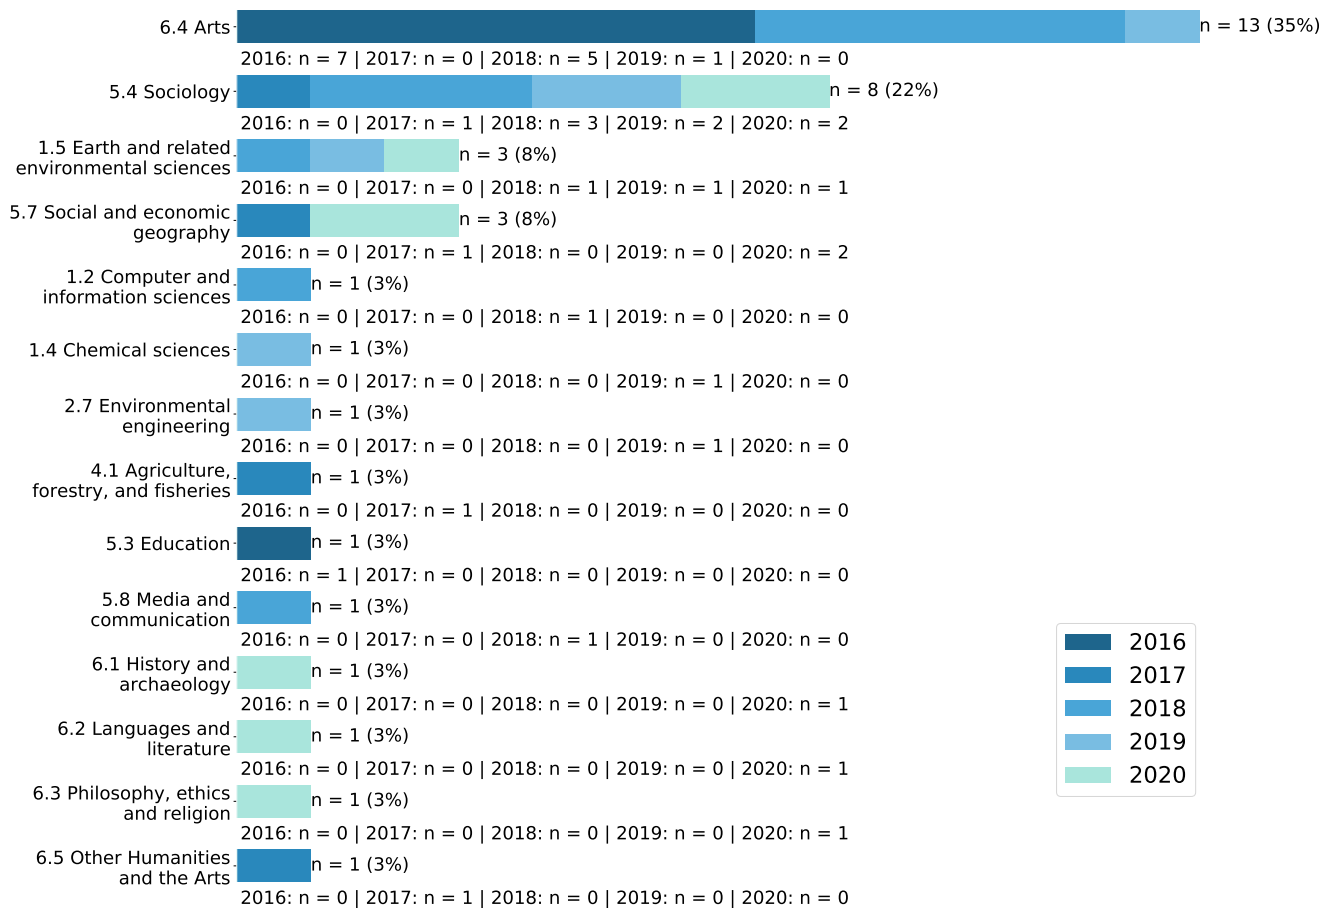 6.4 Arts
n = 13 (35%)
2016: n = 7 | 2017: n = 0 | 2018: n = 5 | 2019: n = 1 | 2020: n = 0
5.4 Sociology
n = 8 (22%)
2016: n = 0 | 2017: n = 1 | 2018: n = 3 | 2019: n = 2 | 2020: n = 2
1.5 Earth and related
environmental sciences
n = 3 (8%)
2016: n = 0 | 2017: n = 0 | 2018: n = 1 | 2019: n = 1 | 2020: n = 1
5.7 Social and economic
geography
n = 3 (8%)
2016: n = 0 | 2017: n = 1 | 2018: n = 0 | 2019: n = 0 | 2020: n = 2
1.2 Computer and
information sciences
n = 1 (3%)
2016: n = 0 | 2017: n = 0 | 2018: n = 1 | 2019: n = 0 | 2020: n = 0
1.4 Chemical sciences
n = 1 (3%)
2016: n = 0 | 2017: n = 0 | 2018: n = 0 | 2019: n = 1 | 2020: n = 0
2.7 Environmental
engineering
n = 1 (3%)
2016: n = 0 | 2017: n = 0 | 2018: n = 0 | 2019: n = 1 | 2020: n = 0
4.1 Agriculture,
forestry, and fisheries
n = 1 (3%)
2016: n = 0 | 2017: n = 1 | 2018: n = 0 | 2019: n = 0 | 2020: n = 0
5.3 Education
n = 1 (3%)
2016: n = 1 | 2017: n = 0 | 2018: n = 0 | 2019: n = 0 | 2020: n = 0
5.8 Media and
communication
n = 1 (3%)
2016: n = 0 | 2017: n = 0 | 2018: n = 1 | 2019: n = 0 | 2020: n = 0
6.1 History and
archaeology
n = 1 (3%)
2016: n = 0 | 2017: n = 0 | 2018: n = 0 | 2019: n = 0 | 2020: n = 1
6.2 Languages and
literature
n = 1 (3%)
2016: n = 0 | 2017: n = 0 | 2018: n = 0 | 2019: n = 0 | 2020: n = 1
6.3 Philosophy, ethics
and religion
n = 1 (3%)
2016: n = 0 | 2017: n = 0 | 2018: n = 0 | 2019: n = 0 | 2020: n = 1
6.5 Other Humanities
and the Arts
n = 1 (3%)
2016: n = 0 | 2017: n = 1 | 2018: n = 0 | 2019: n = 0 | 2020: n = 0
2016
2017
2018
2019
2020